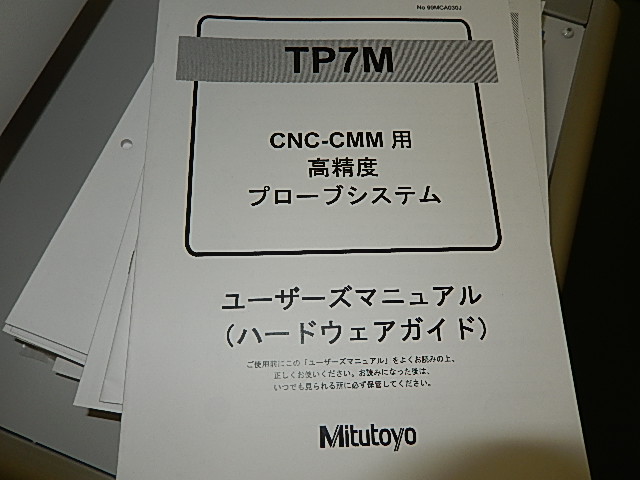 No 99MCA030J
TP7M
CNC-CMM 用
高精度
プローブシステム
ユーザーズマニュアル
（ハードウェアガイド）
ご使用前にこの「ユーザーズマニュアル」をよくお読みの上、
正しくお使いください。お読みになった後は、
いつでも見られる所に必ず保管してください。
Mitutoyo